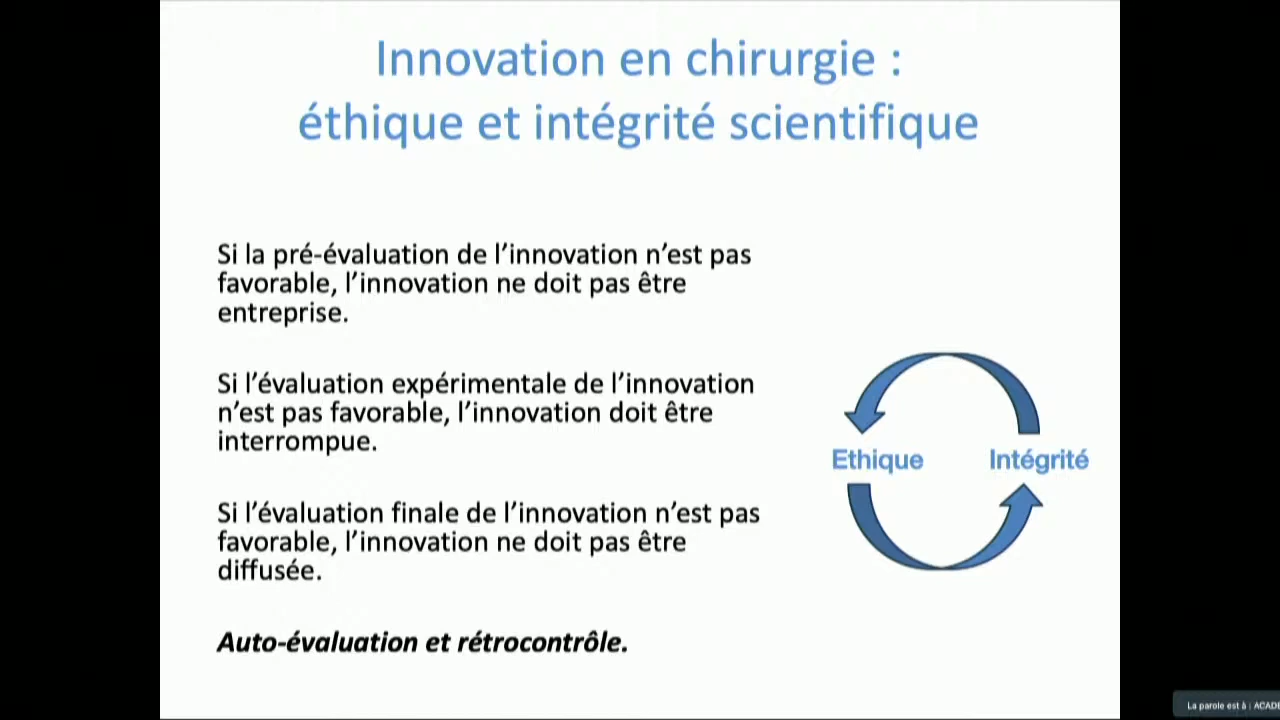 Innovation en chirurgie :
éthique et intégrité scientifique
Si la pré-évaluation de l’innovation n’est pas
favorable, l’innovation ne doit pas être
entreprise.
Si l’évaluation expérimentale de l’innovation
n’est pas favorable, l’innovation doit être
interrompue.
Si l’évaluation finale de l’innovation n’est pas
favorable, l’innovation ne doit pas être
diffusée.
Auto-évaluation et rétrocontrôle.
Ethique
Intégrité
La parole est à :